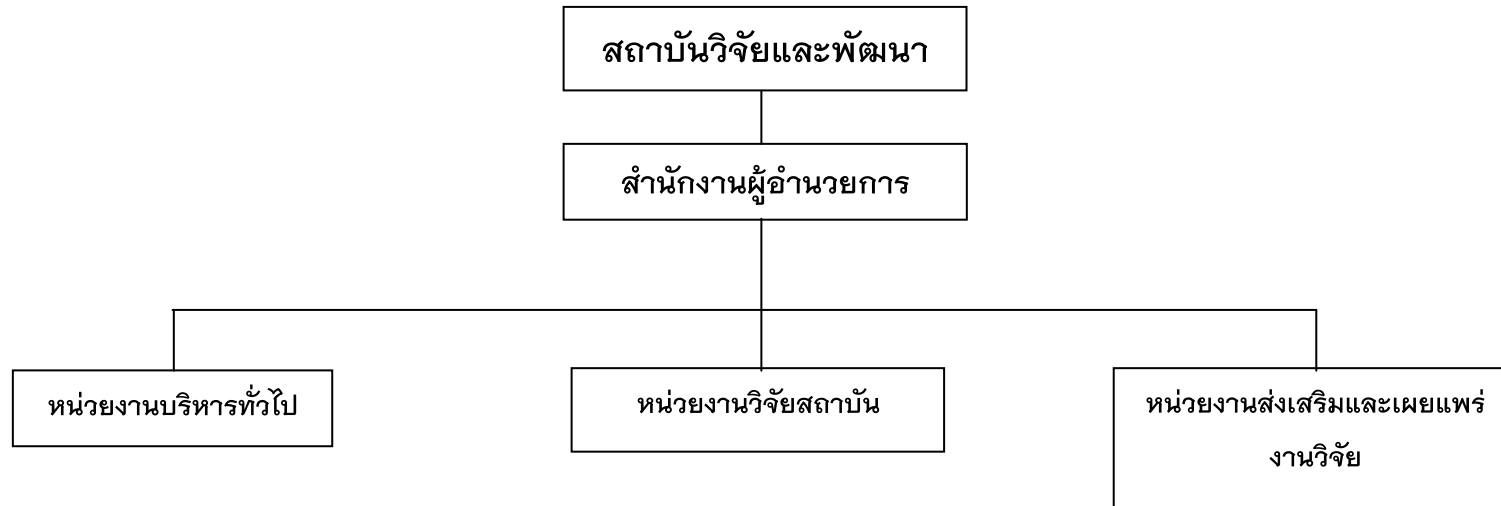 สถาบันวิจัยและพัฒนา
สำนักงานผู้อำนวยการ
หน่วยงานบริหารทั่วไป
หน่วยงานวิจัยสถาบัน
หน่วยงานส่งเสริมและเผยแพร่
งานวิจัย